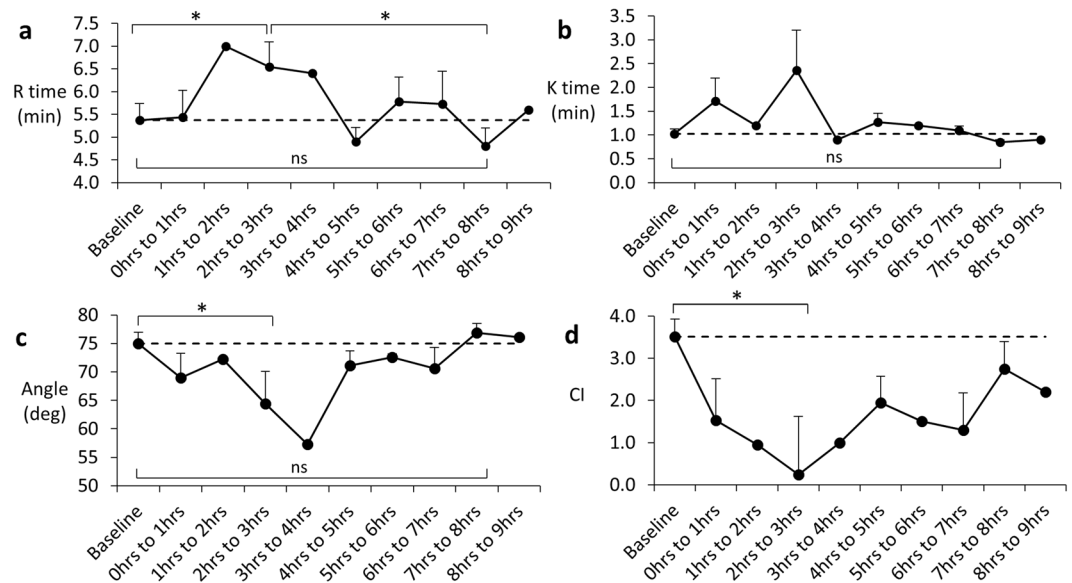 a
*
*
7.5
7.0
6.5
6.0
5.5
5.0
4.5
4.0
R time
(min)
ns
Baseline
0hrs to 1hrs
1hrs to 2hrs
2hrs to 3hrs
3hrs to 4hrs
4hrs to 5hrs
5hrs to 6hrs
6hrs to 7hrs
7hrs to 8hrs
8hrs to 9hrs
b
3.5
3.0
2.5
2.0
1.5
1.0
0.5
0.0
K time
(min)
ns
Baseline
0hrs to 1hrs
1hrs to 2hrs
2hrs to 3hrs
3hrs to 4hrs
4hrs to 5hrs
5hrs to 6hrs
6hrs to 7hrs
7hrs to 8hrs
8hrs to 9hrs
c
*
80
75
70
65
60
55
50
Angle
(deg)
ns
Baseline
0hrs to 1hrs
1hrs to 2hrs
2hrs to 3hrs
3hrs to 4hrs
4hrs to 5hrs
5hrs to 6hrs
6hrs to 7hrs
7hrs to 8hrs
8hrs to 9hrs
d
*
4.0
3.0
2.0
1.0
0.0
CI
Baseline
0hrs to 1hrs
1hrs to 2hrs
2hrs to 3hrs
3hrs to 4hrs
4hrs to 5hrs
5hrs to 6hrs
6hrs to 7hrs
7hrs to 8hrs
8hrs to 9hrs